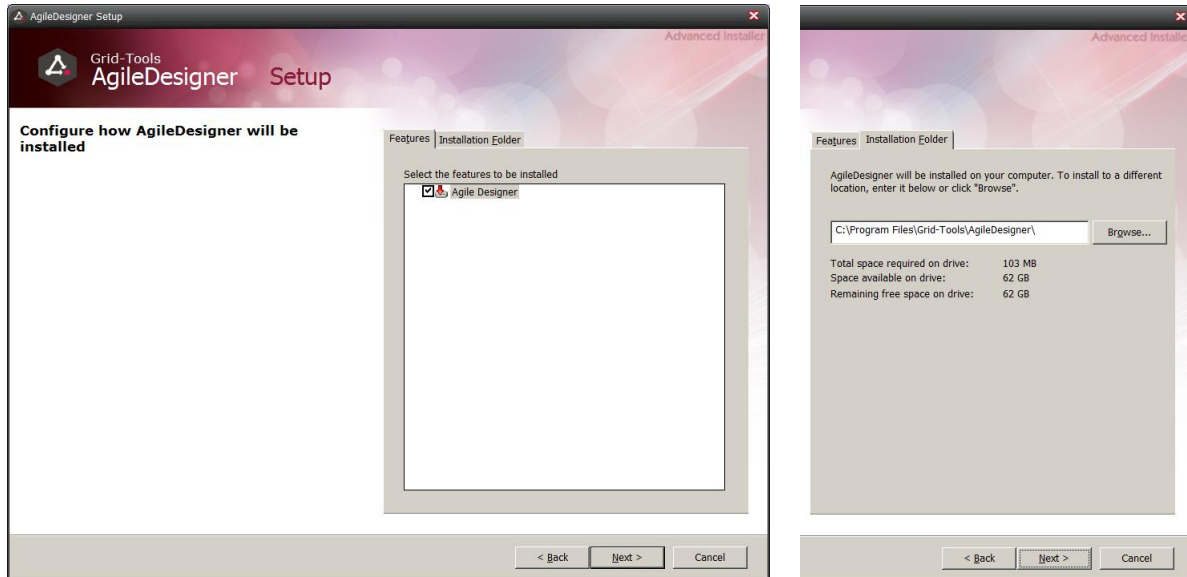 AgileDesigner Setup
Advanced Installer
Grid-Tools
AgileDesigner Setup
Configure how AgileDesigner will be
installed
Features
Installation Folder
Select the features to be installed
Agile Designer
< Back
Next >
Cancel
Advanced Installe
Features
Installation Folder
AgileDesigner will be installed on your computer. To install to a different
location, enter it below or click "Browse".
C:\Program Files\Grid-Tools\AgileDesigner\
Browse...
Total space required on drive: 103 MB
Space available on drive: 62 GB
Remaining free space on drive: 62 GB
< Back
Next >
Cancel